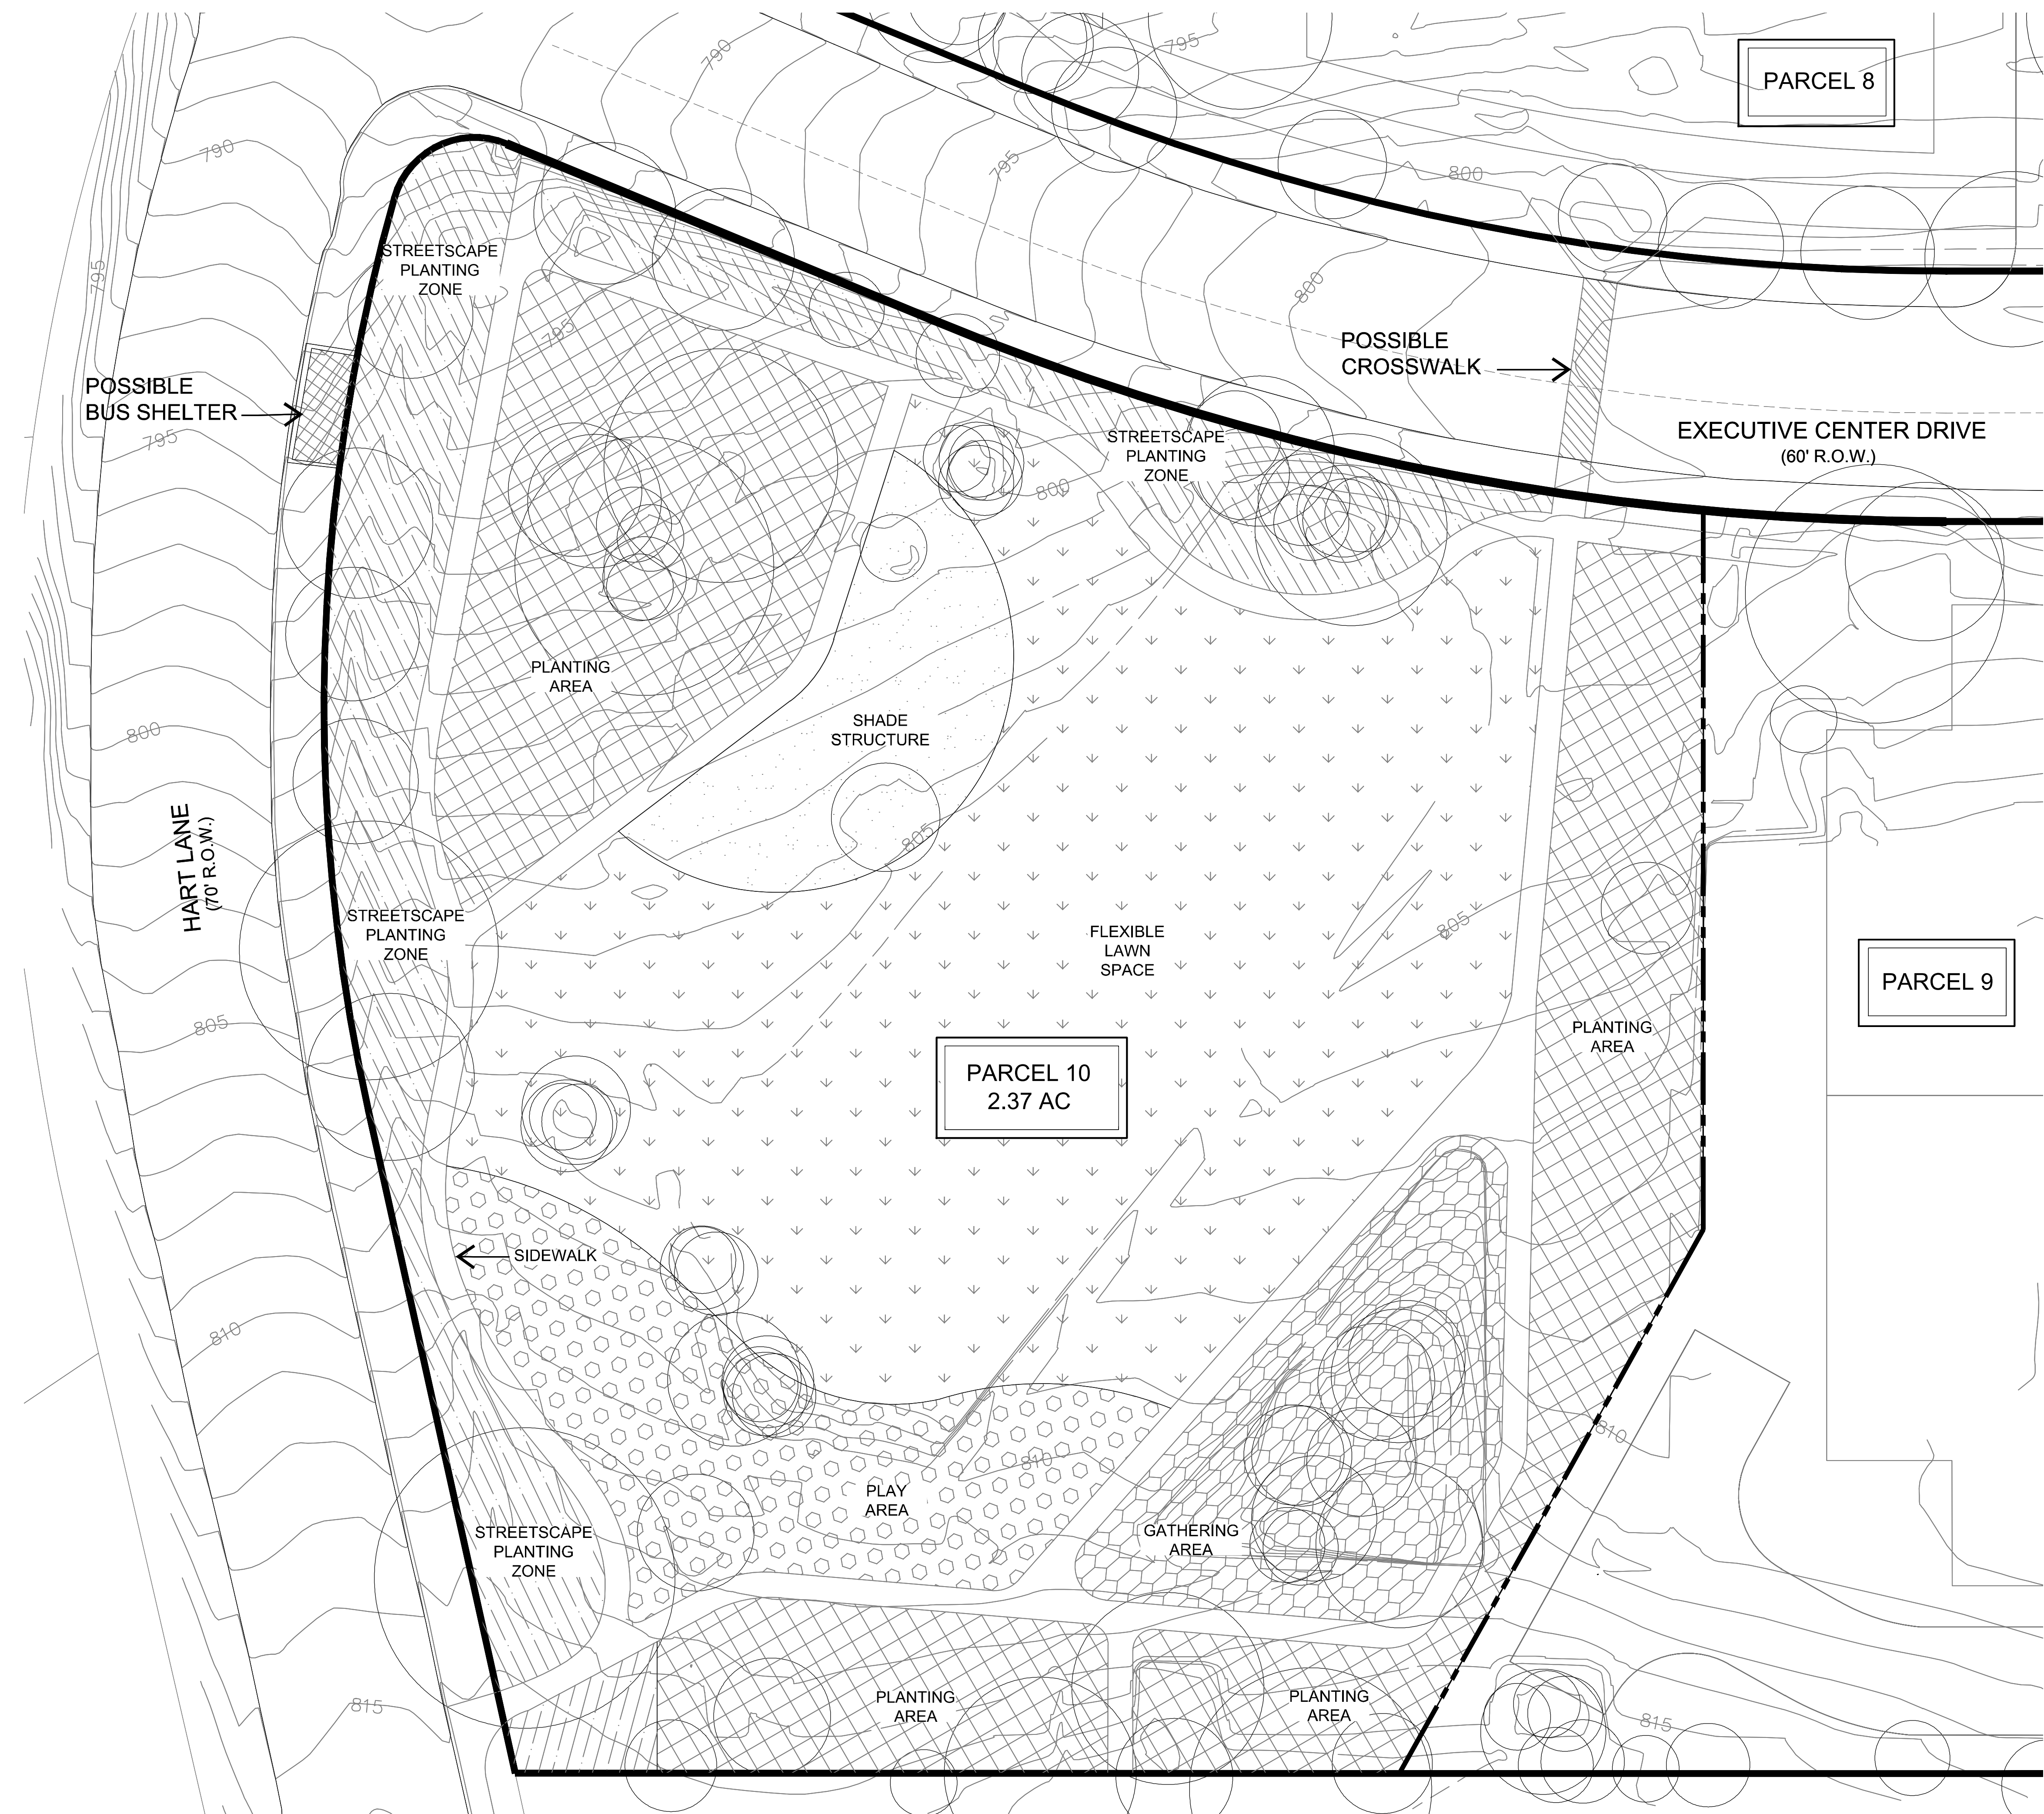 790
795
PARCEL 8
790
795
800
STREETSCAPE
PLANTING
ZONE
795
800
795
POSSIBLE
CROSSWALK
POSSIBLE
BUS SHELTER
795
EXECUTIVE CENTER DRIVE
(60' R.O.W.)
STREETSCAPE
PLANTING
ZONE
800
PLANTING
AREA
SHADE
STRUCTURE
800
805
HART LANE
(70' R.O.W.)
STREETSCAPE
PLANTING
ZONE
FLEXIBLE
LAWN
SPACE
805
PARCEL 9
805
PLANTING
AREA
PARCEL 10
2.37 AC
SIDEWALK
810
810
810
PLAY
AREA
STREETSCAPE
PLANTING
ZONE
GATHERING
AREA
815
PLANTING
AREA
PLANTING
AREA
815